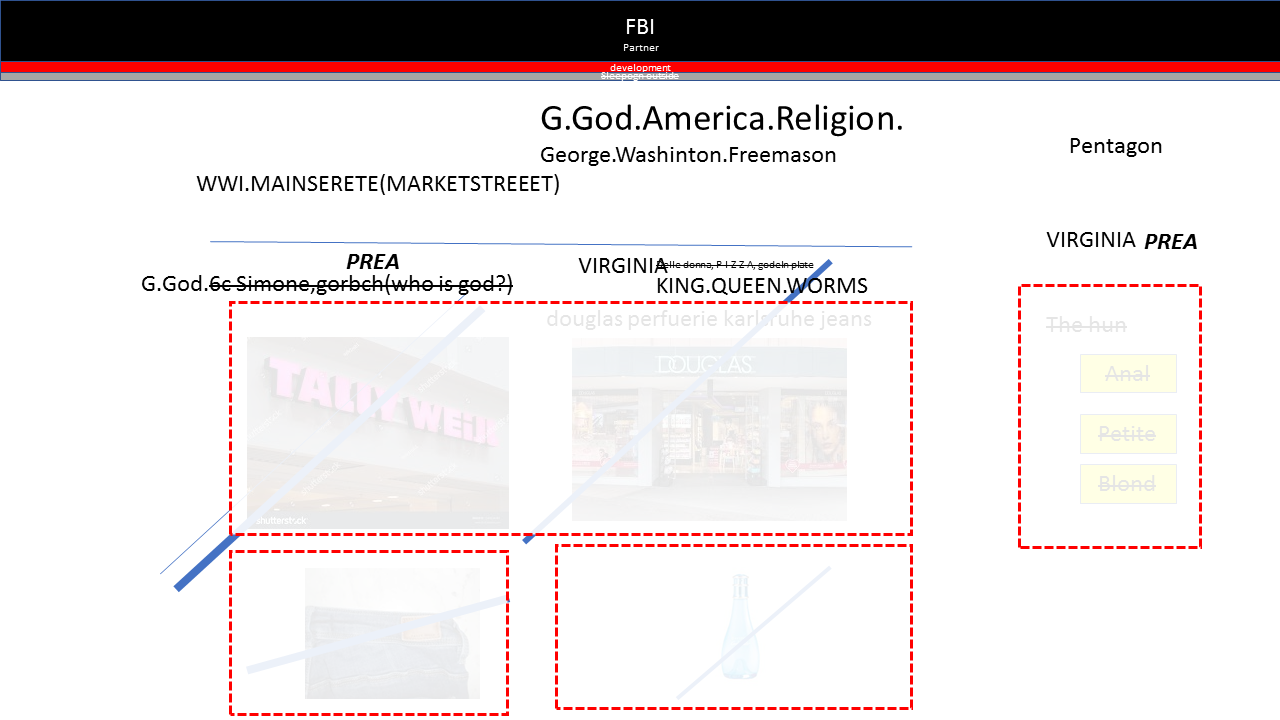 FBI
Partner
development
Sleepogn outside
G.God.America.Religion.
George.Washinton.Freemason
Pentagon
WWI.MAINSERETE(MARKETSTREEET)
VIRGINIA PREA
PREA
G.God.6c Simone,gorbch(who is god?)
VIRGINIA
donna, P I Z Z A, godeln plate
KING.QUEEN.WORMS
douglas perfuerie karlsruhe jeans
TALLY WEiJL
shutterstock
DOUGLAS
The hun
Anal
Petite
Blond